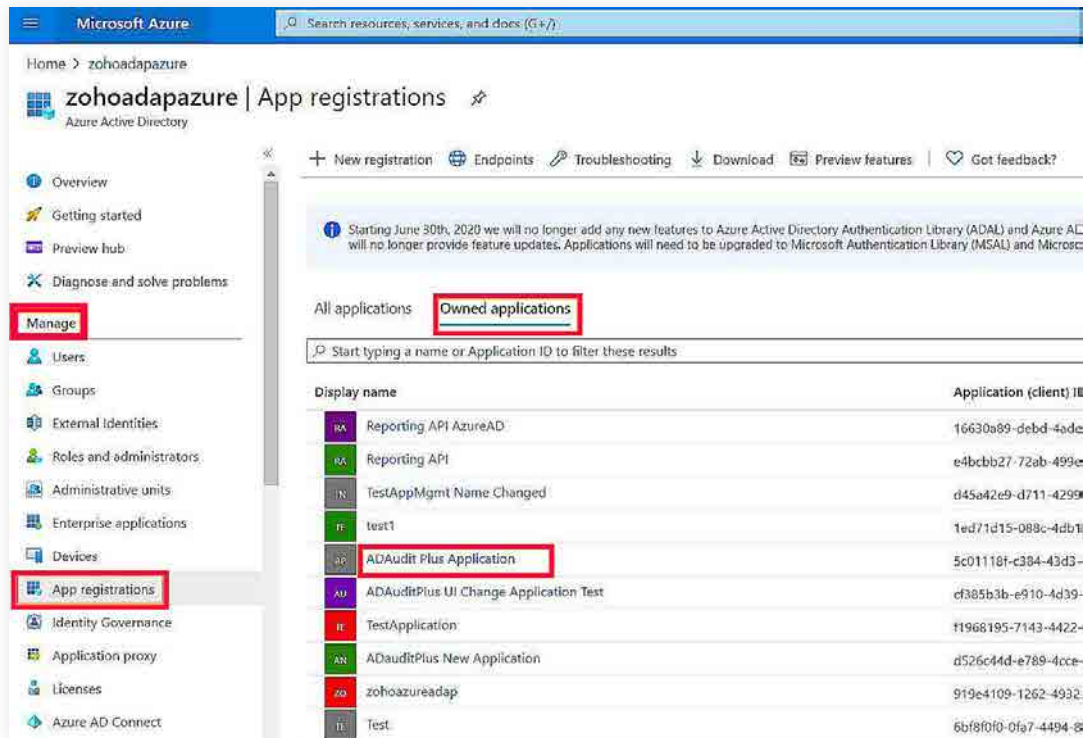 Microsoft Azure
Search resources, services, and docs (G+/)
Home > zohoadapazure
zohoadapazure | App registrations
Azure Active Directory
New registration Endpoints Troubleshooting Download Preview features Got feedback?
Overview
Getting started
Preview hub
Diagnose and solve problems
Manage
Users
Groups
External Identities
Roles and administrators
Administrative units
Enterprise applications
Devices
App registrations
Identity Governance
Application proxy
Licenses
Azure AD Connect
Starting June 30th, 2020 we will no longer add any new features to Azure Active Directory Authentication Library (ADAL) and Azure AD
will no longer provide feature updates. Applications will need to be upgraded to Microsoft Authentication Library (MSAL) and Microso
All applications Owned applications
Start typing a name or Application ID to filter these results
Display name Application (client) ID
RA Reporting API AzureAD 16630a89-debd-4ade
RA Reporting API e4bcbb27-72ab-499e
TN TestAppMgmt Name Changed d45a42e9-d711-4299
TE test1 1ed71d15-088c-4db1
AP ADAudit Plus Application 5c01118f-c384-43d3-
AU ADAuditPlus UI Change Application Test cf385b3b-e910-4d39-
TE TestApplication f1968195-7143-4422-
AN ADauditPlus New Application d526c44d-e789-4cce-
ZO zohoazureadap 919e4109-1262-4932
TE Test 6bf8f0f0-0fa7-4494-8